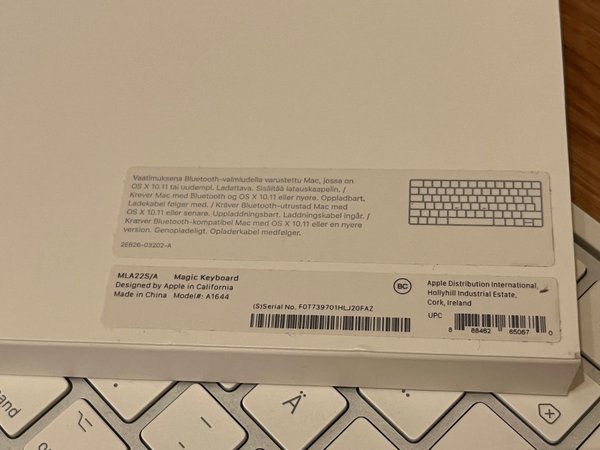 Vaatimuksena Bluetooth-valmiudella varustettu Mac, jossa on
OS X 10.11 tai uudempi. Ladattava. Sisältää latauskaapelin. /
Krever Mac med Bluetooth og OS X 10.11 eller nyere. Oppladbart.
Ladekabel følger med. / Kräver Bluetooth-utrustad Mac med
OS X 10.11 eller senare. Uppladdningsbart. Laddningskabel ingår. /
Kræver Bluetooth-kompatibel Mac med OS X 10.11 eller en nyere
version. Genopladeligt. Opladerkabel medfølger.
2EB26-03202-A
MLA22S/A Magic Keyboard
Designed by Apple in California
Made in China Model#: A1644
(S)Serial No. F0T739701HLJ20FAZ
BC
Apple Distribution International,
Hollyhill Industrial Estate,
Cork, Ireland
UPC
8 88462 65067 0
Ä